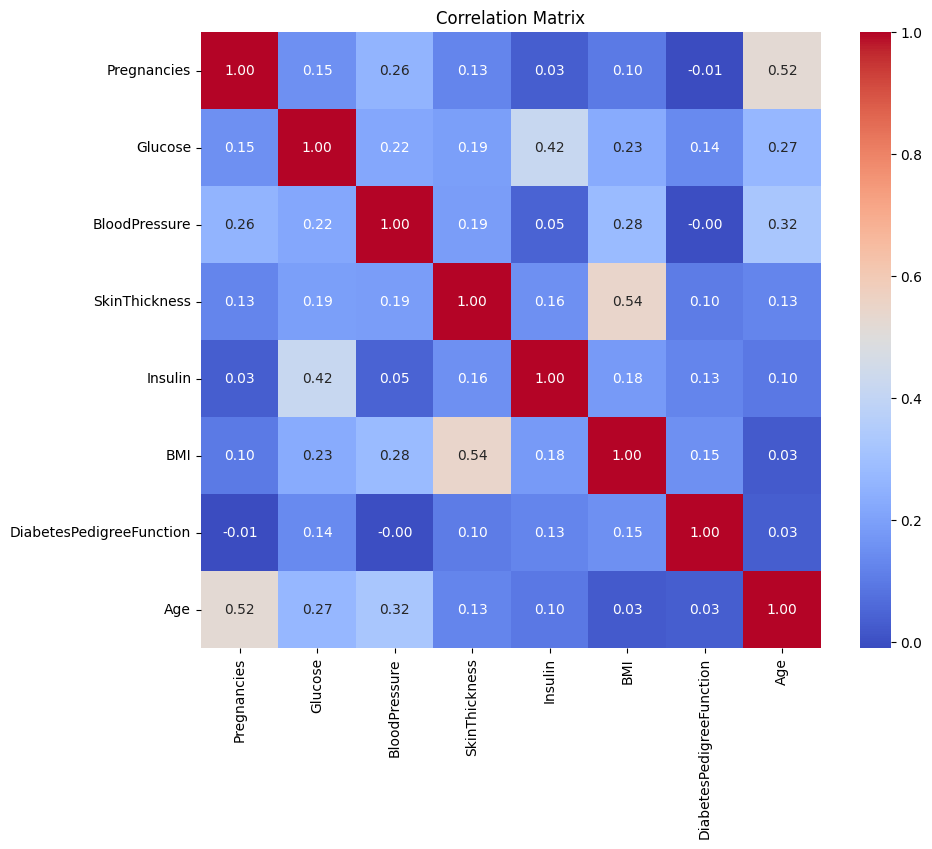 Correlation Matrix
Pregnancies 1.00 0.15 0.26 0.13 0.03 0.10 -0.01 0.52
Glucose 0.15 1.00 0.22 0.19 0.42 0.23 0.14 0.27
BloodPressure 0.26 0.22 1.00 0.19 0.05 0.28 -0.00 0.32
SkinThickness 0.13 0.19 0.19 1.00 0.16 0.54 0.10 0.13
Insulin 0.03 0.42 0.05 0.16 1.00 0.18 0.13 0.10
BMI 0.10 0.23 0.28 0.54 0.18 1.00 0.15 0.03
DiabetesPedigreeFunction -0.01 0.14 -0.00 0.10 0.13 0.15 1.00 0.03
Age 0.52 0.27 0.32 0.13 0.10 0.03 0.03 1.00
Pregnancies
Glucose
BloodPressure
SkinThickness
Insulin
BMI
DiabetesPedigreeFunction
Age
1.0
0.8
0.6
0.4
0.2
0.0